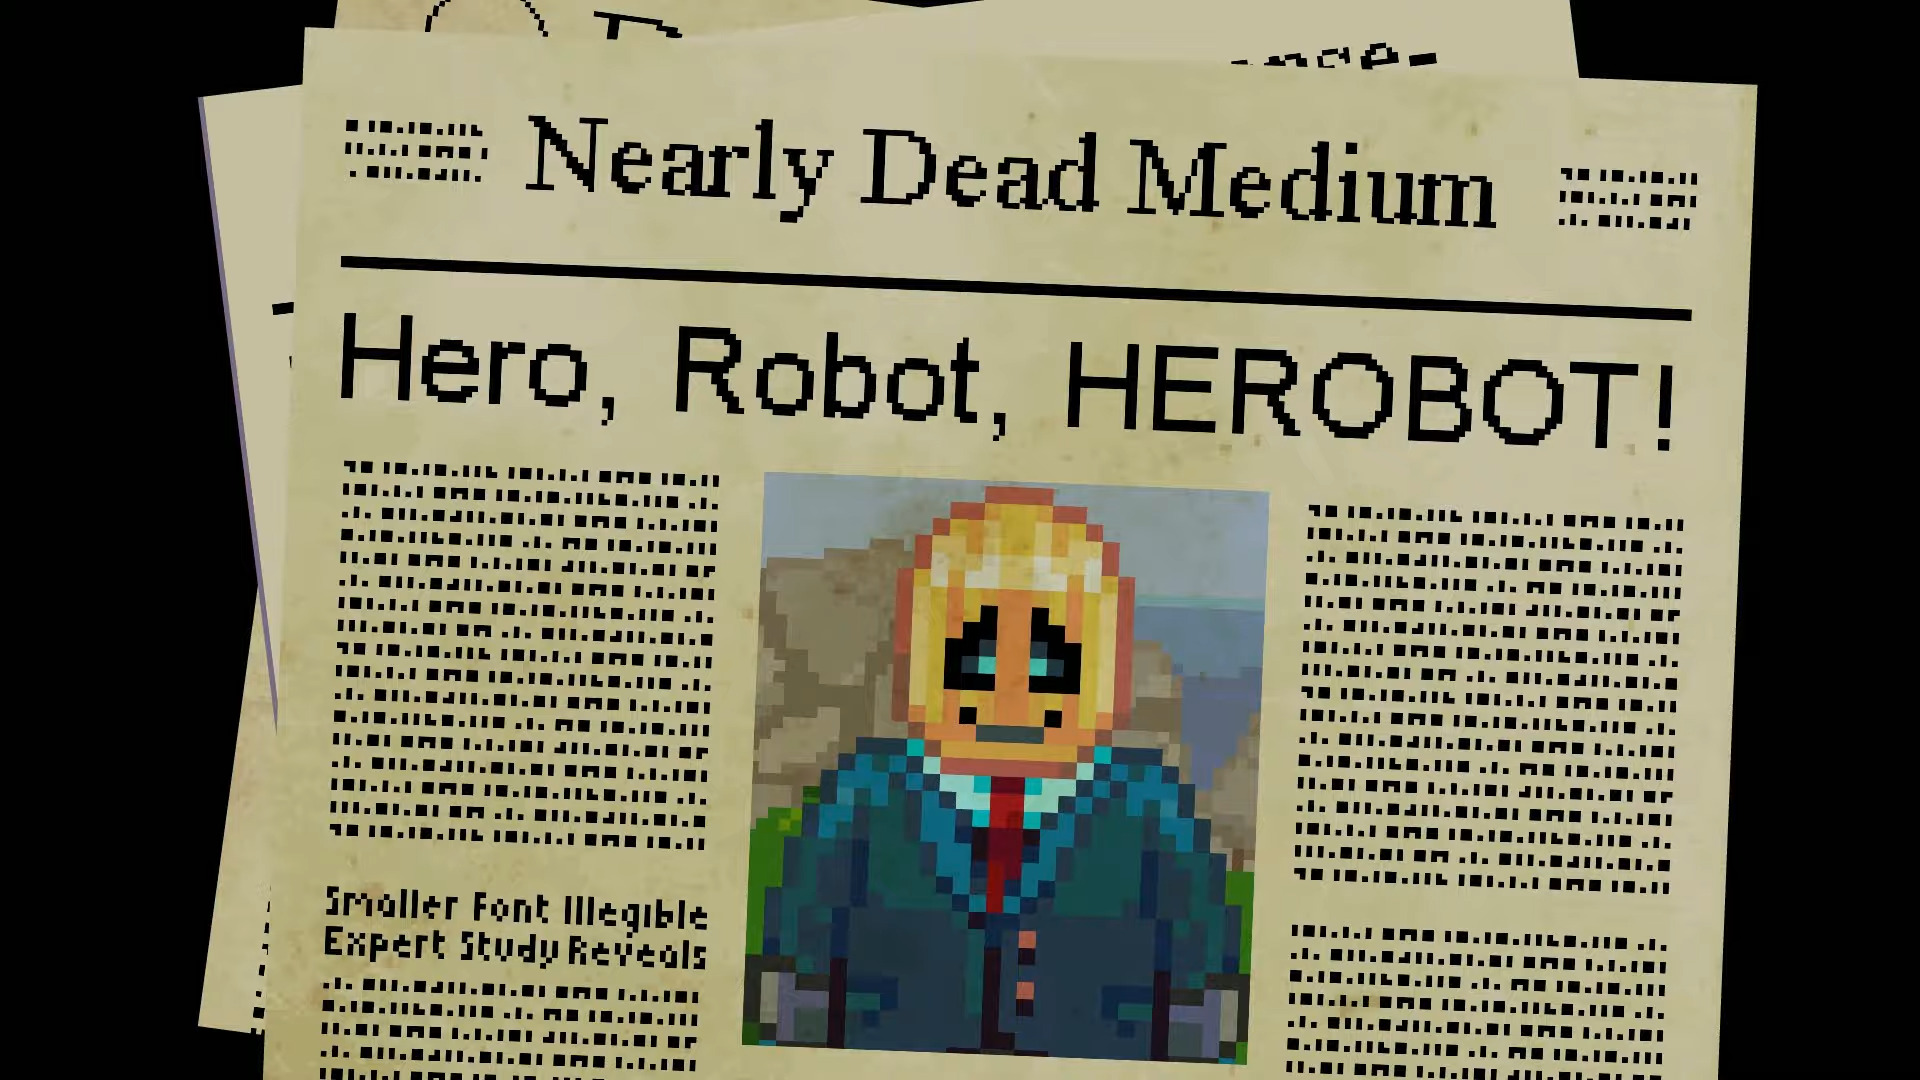 Nearly Dead Medium
Hero, Robot, HEROBOT!
Smaller Font Illegible
Expert Study Reveals